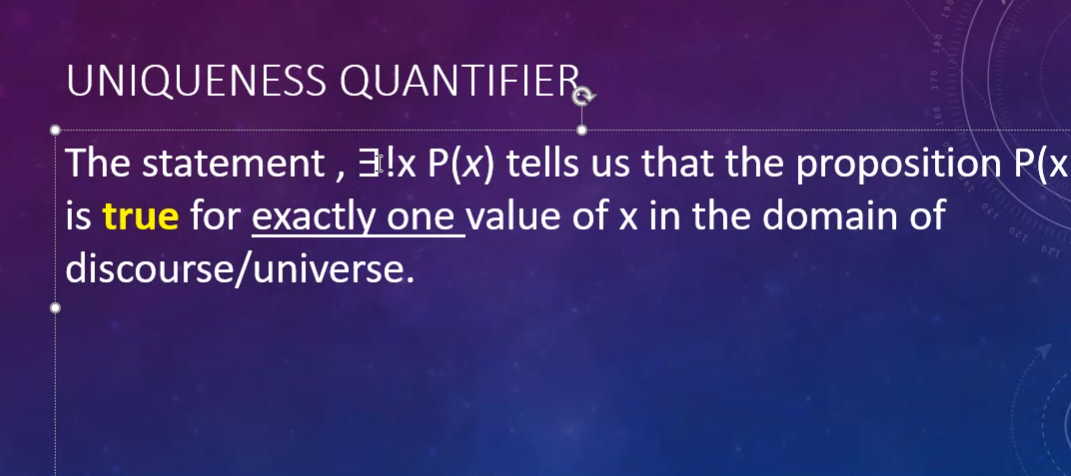 UNIQUENESS QUANTIFIER
The statement , ∃!x P(x) tells us that the proposition P(x
is true for exactly one value of x in the domain of
discourse/universe.